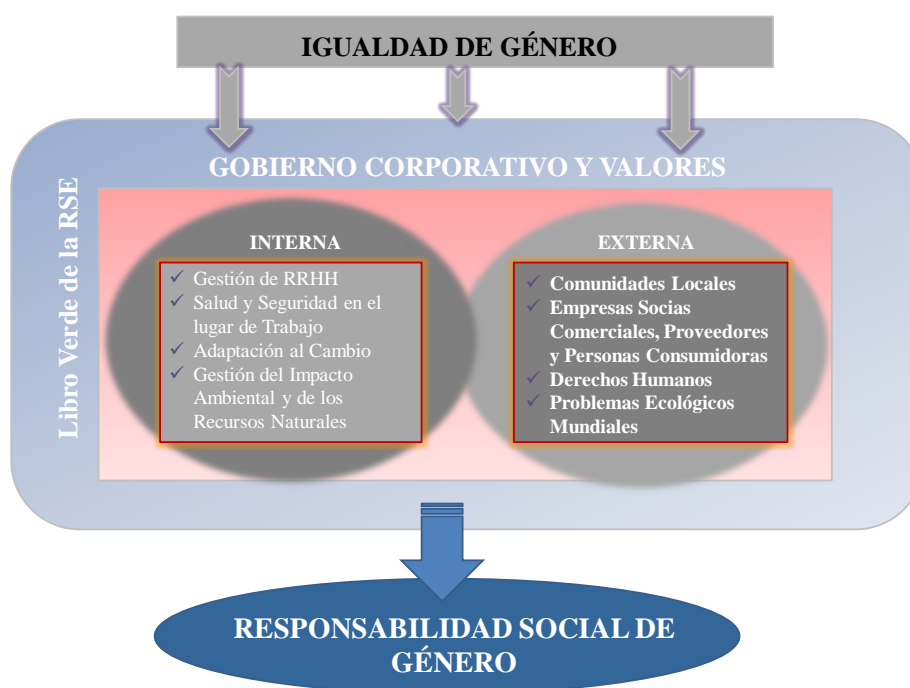 IGUALDAD DE GÉNERO
GOBIERNO CORPORATIVO Y VALORES
Libro Verde de la RSE
INTERNA
✓ Gestión de RRHH
✓ Salud y Seguridad en el
lugar de Trabajo
✓ Adaptación al Cambio
✓ Gestión del Impacto
Ambiental y de los
Recursos Naturales
EXTERNA
✓ Comunidades Locales
✓ Empresas Socias
Comerciales, Proveedores
y Personas Consumidoras
✓ Derechos Humanos
✓ Problemas Ecológicos
Mundiales
RESPONSABILIDAD SOCIAL DE
GÉNERO